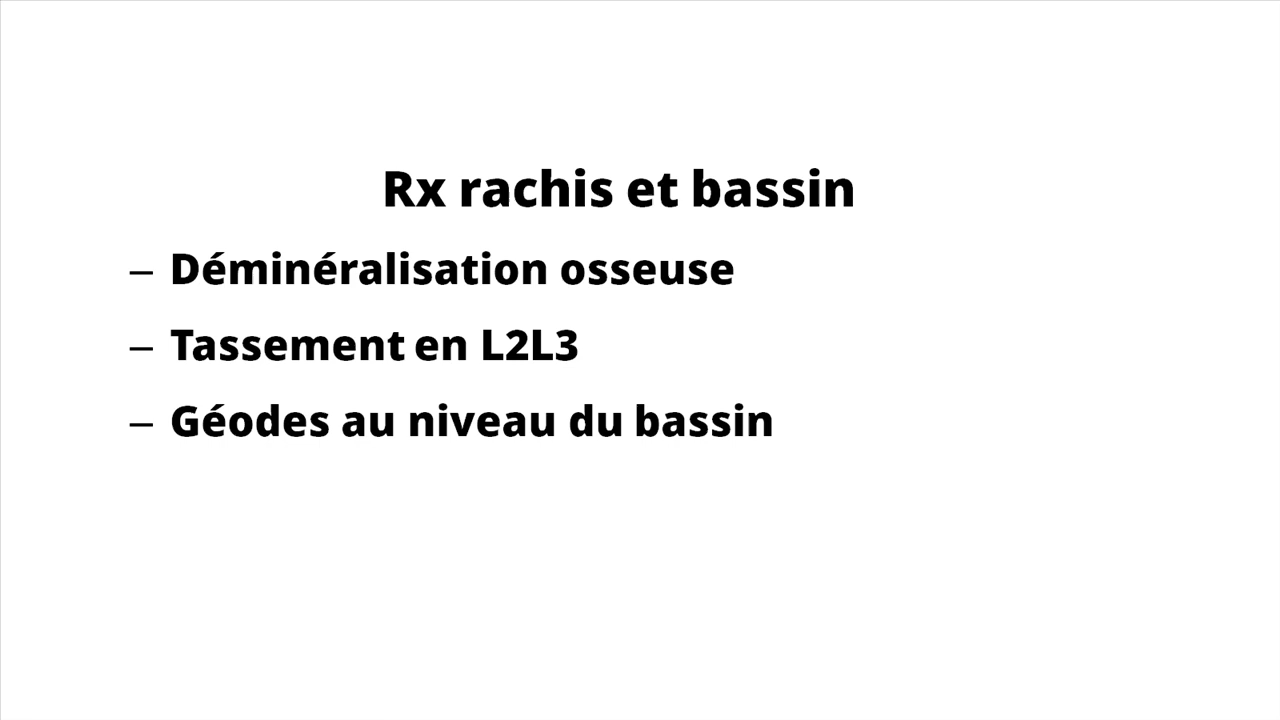 Rx rachis et bassin
– Déminéralisation osseuse
– Tassement en L2L3
– Géodes au niveau du bassin